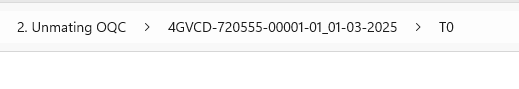 2. Unmating OQC > 4GVCD-720555-00001-01_01-03-2025 > T0